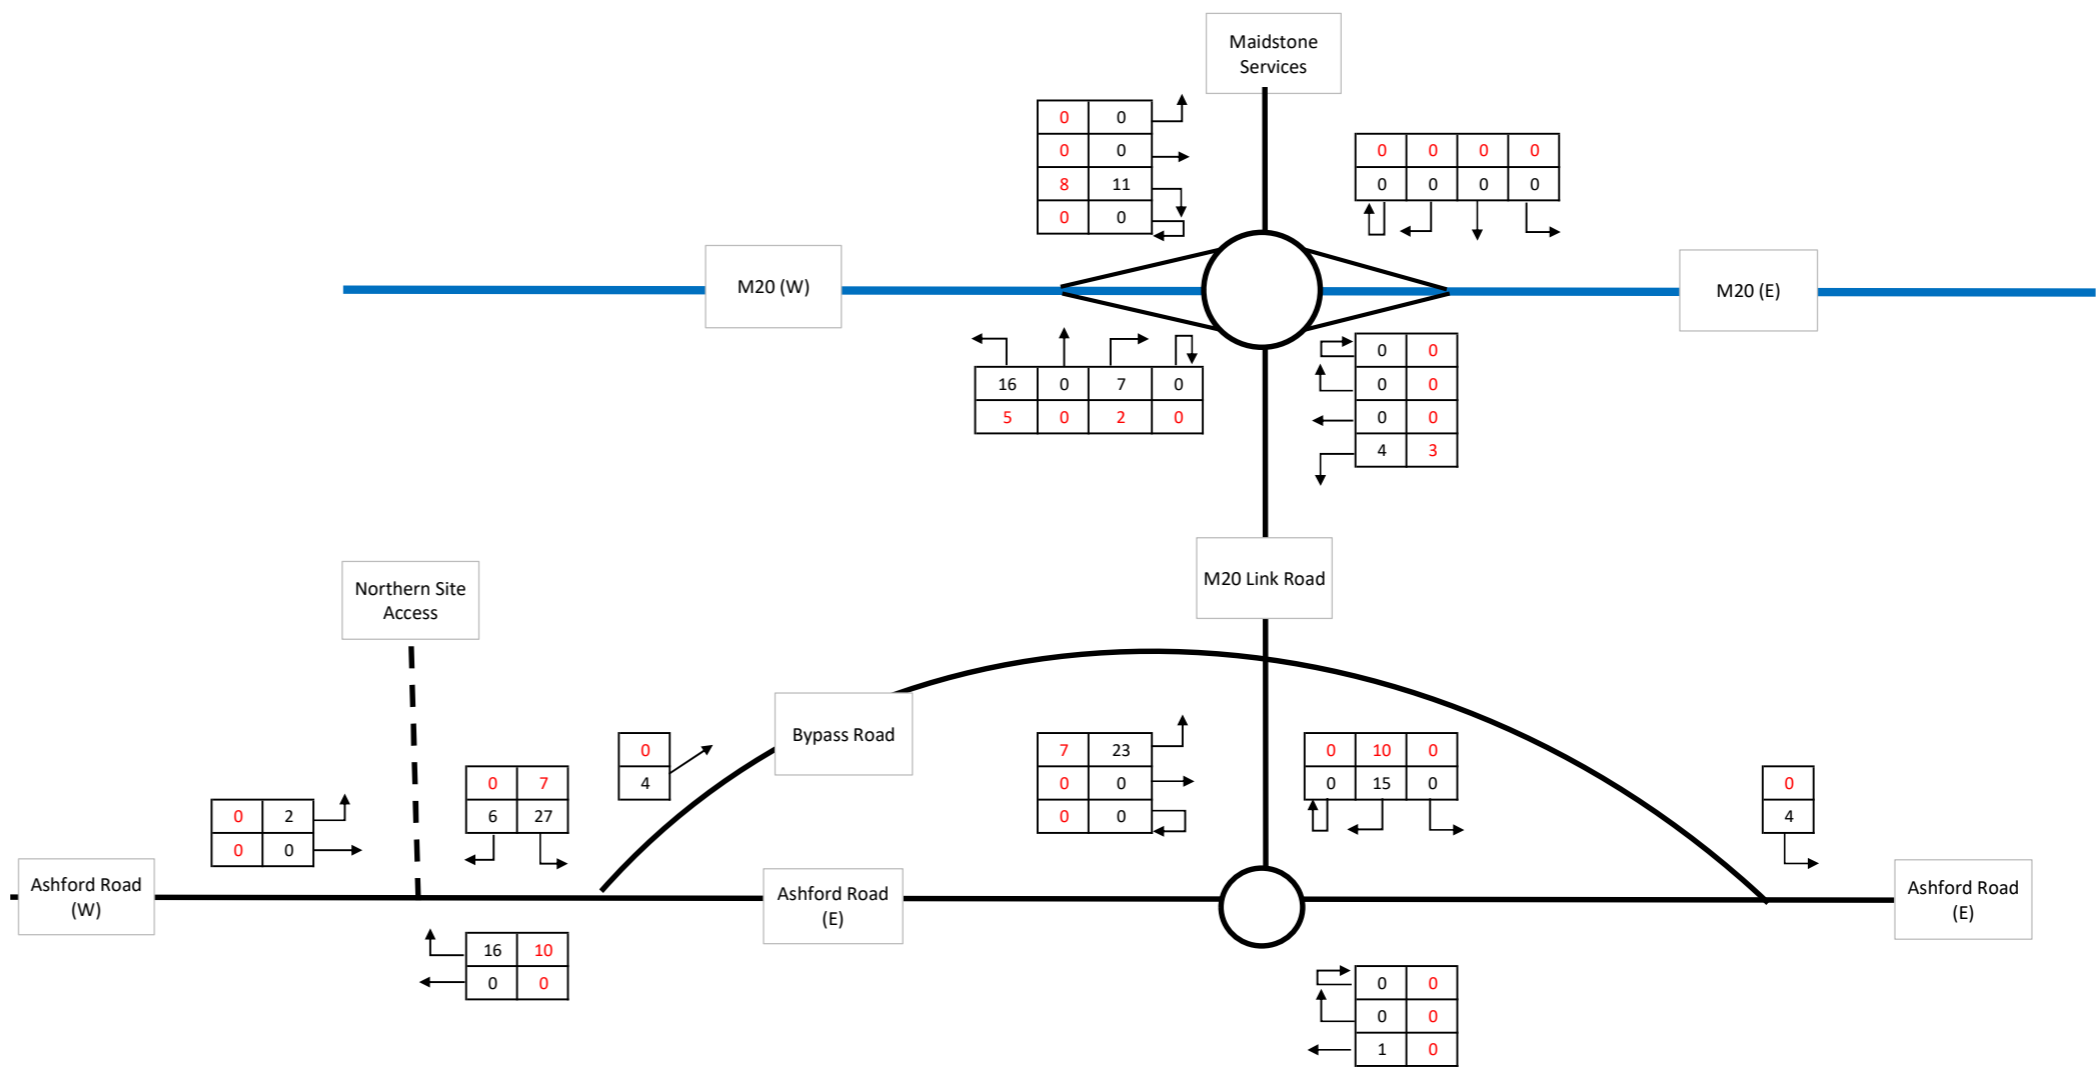 Maidstone
Services
0 0
0 0
8 11
0 0
0 0 0 0
0 0 0 0
M20 (W)
M20 (E)
16 0 7 0
5 0 2 0
0 0
0 0
0 0
4 3
M20 Link Road
Northern Site
Access
Bypass Road
0 2
0 0
0 7
6 27
0
4
7 23
0 0
0 0
0 10 0
0 15 0
0
4
Ashford Road
(W)
Ashford Road
(E)
Ashford Road
(E)
16 10
0 0
0 0
0 0
1 0